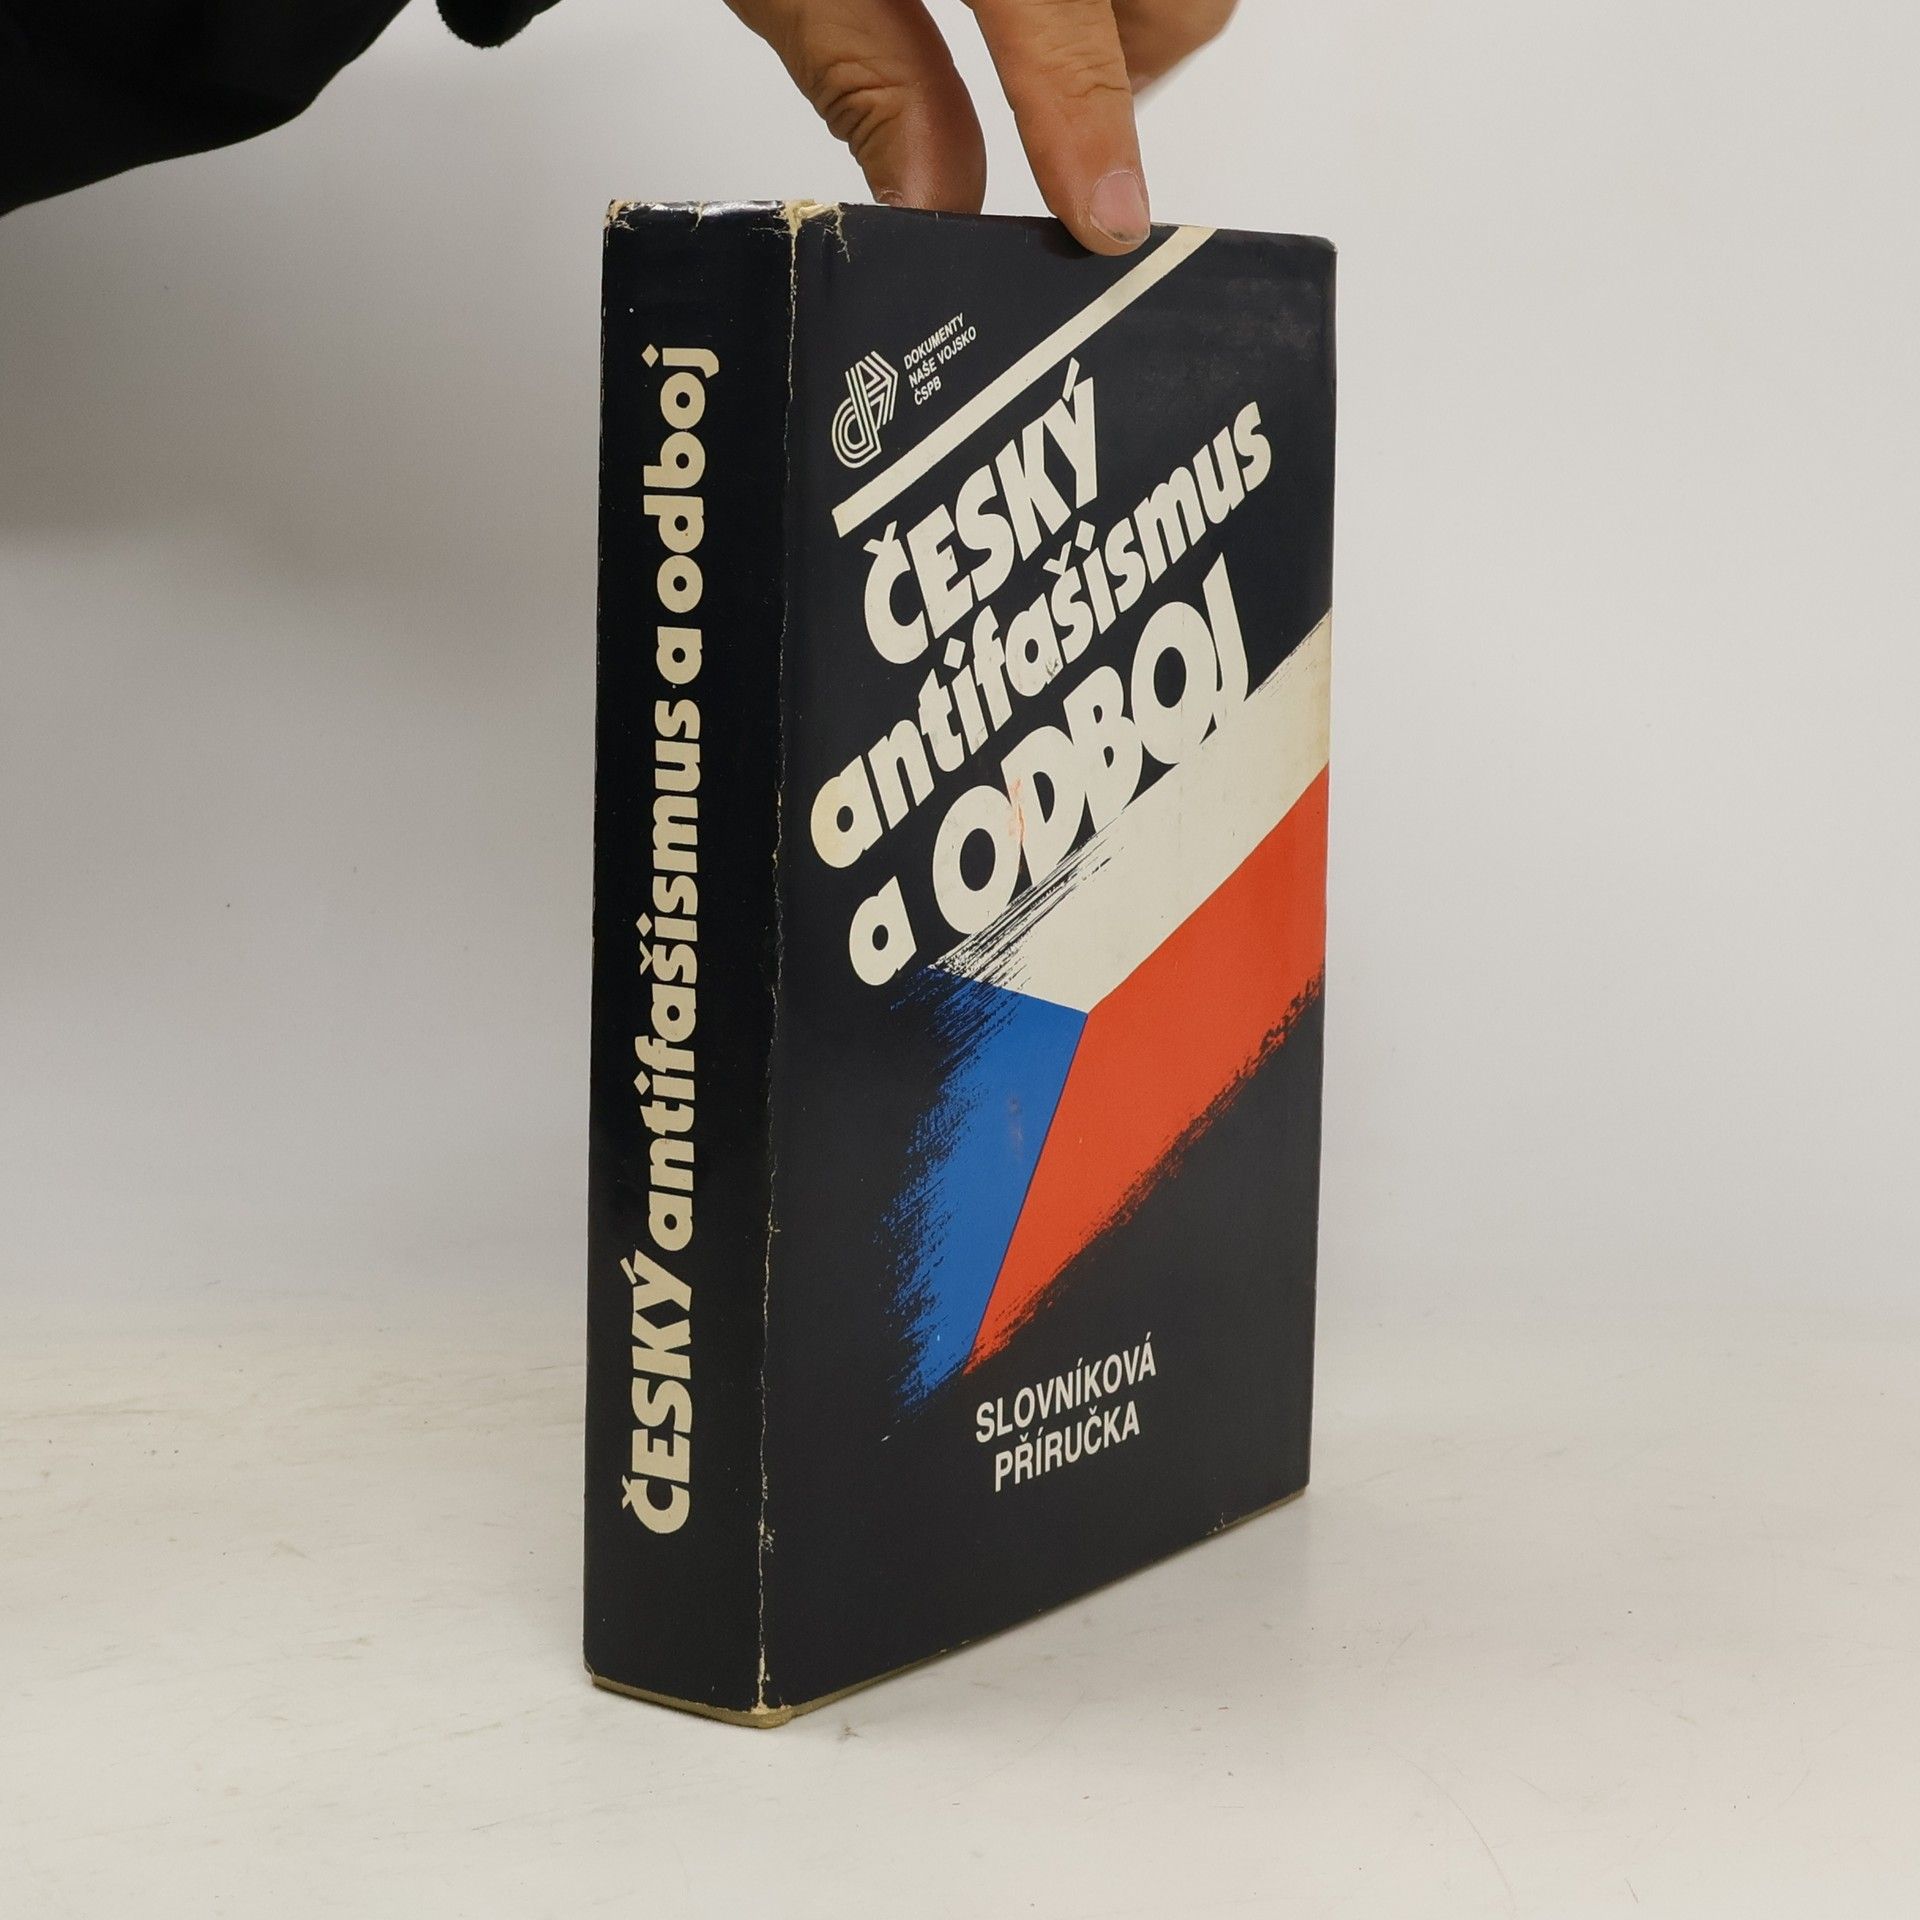 ČESKÝ antifašismus a odboj
DOKUMENTY
NAŠE VOJSKO
ČSPB
ČESKÝ
antifašismus
a ODBOJ
SLOVNÍKOVÁ
PŘÍRUČKA